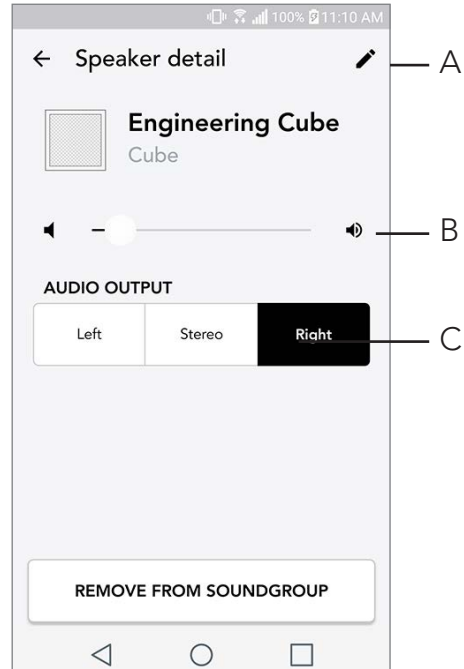 100% 11:10 AM
Speaker detail
A
Engineering Cube
Cube
B
AUDIO OUTPUT
Left Stereo Right
C
REMOVE FROM SOUNDGROUP